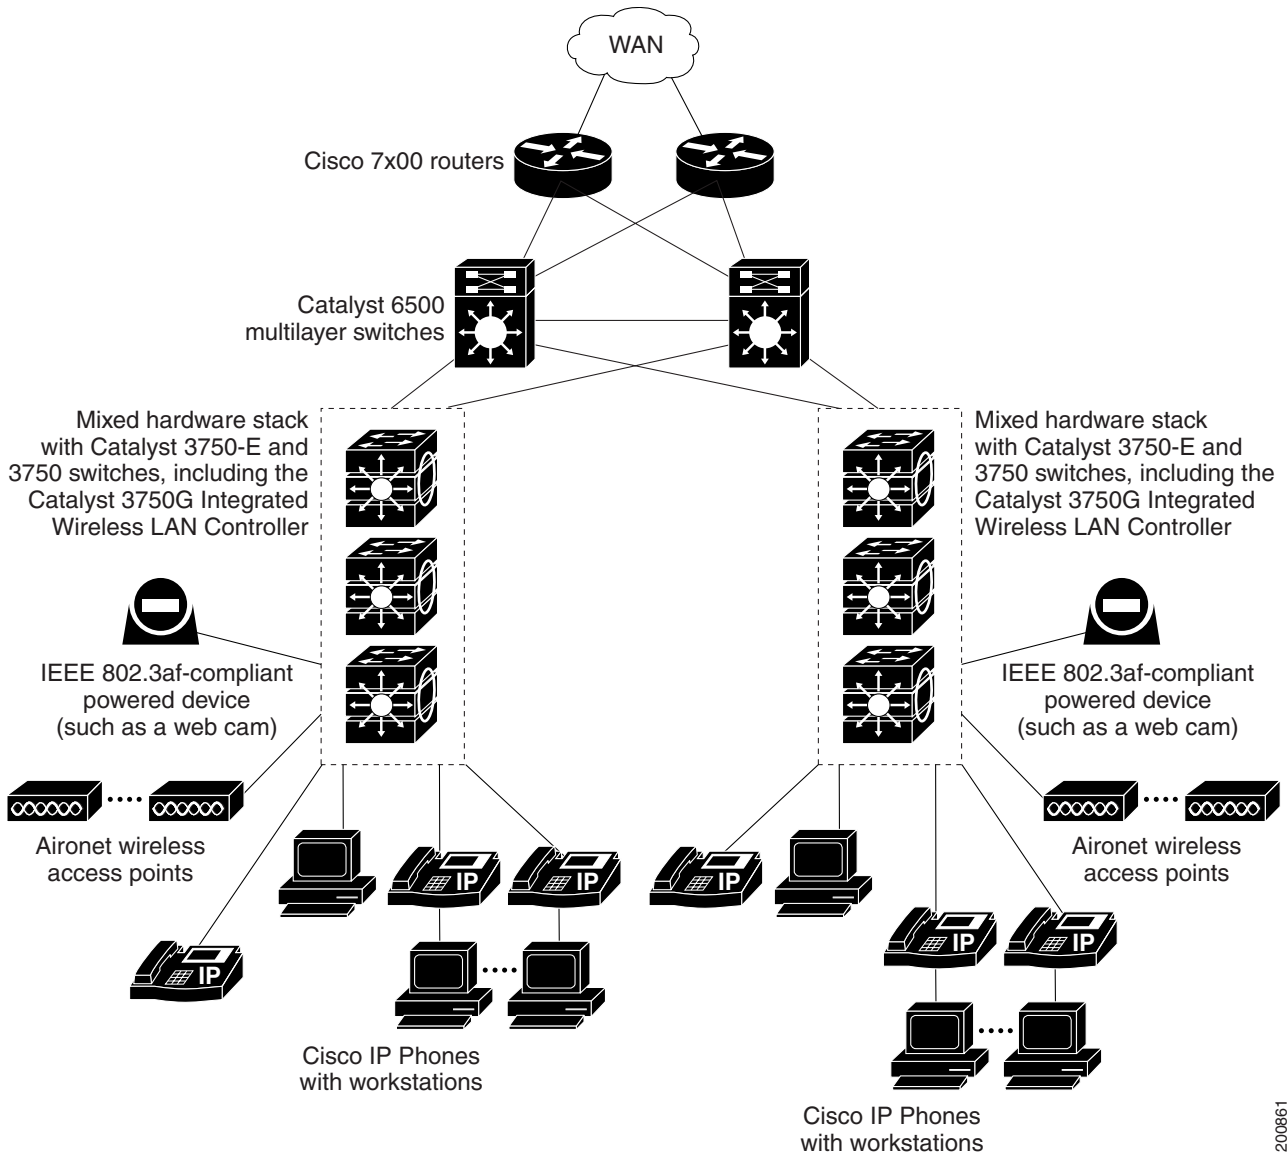 WAN
Cisco 7x00 routers
Catalyst 6500
multilayer switches
Mixed hardware stack
with Catalyst 3750-E and
3750 switches, including the
Catalyst 3750G Integrated
Wireless LAN Controller
Mixed hardware stack
with Catalyst 3750-E and
3750 switches, including the
Catalyst 3750G Integrated
Wireless LAN Controller
IEEE 802.3af-compliant
powered device
(such as a web cam)
IEEE 802.3af-compliant
powered device
(such as a web cam)
Aironet wireless
access points
Aironet wireless
access points
IP
IP
IP
IP
IP
IP
Cisco IP Phones
with workstations
Cisco IP Phones
with workstations
200861